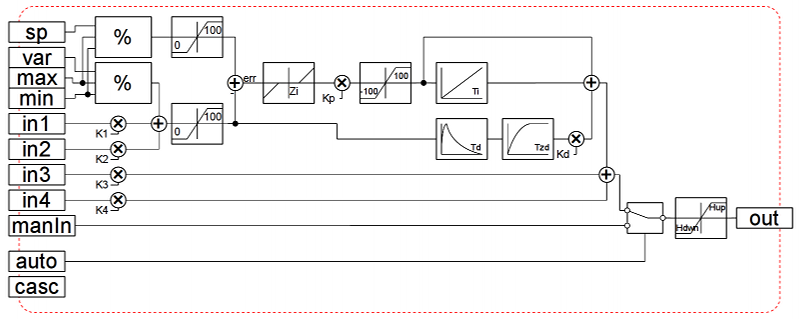 sp
%
0
100
var
max
min
%
err
-
Zi
Kp
-100
100
Ti
in1
K1
0
100
in2
K2
Td
Tzd
Kd
in3
K3
in4
K4
manIn
Hdwn
Hup
out
auto
casc